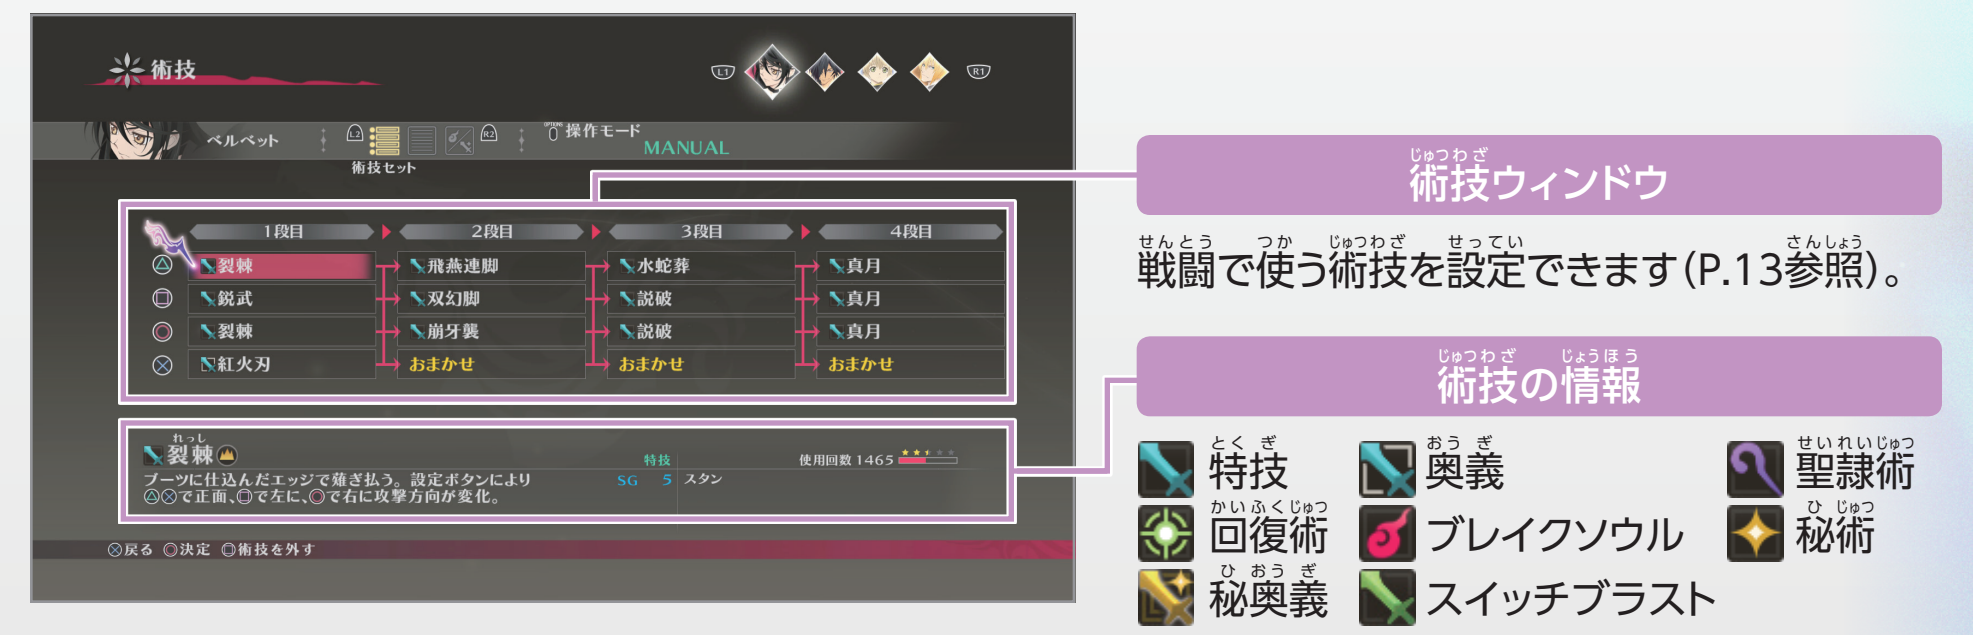 術技
L1
R1
ベルベット
L2
R2
OPTIONS
操作モード
MANUAL
術技セット
1段目 2段目 3段目 4段目
裂棘 飛燕連脚 水蛇葬 真月
鋭武 双幻脚 説破 真月
裂棘 崩牙襲 説破 真月
紅火刃 おまかせ おまかせ おまかせ
れっし
裂棘
特技
使用回数 1465
ブーツに仕込んだエッジで薙ぎ払う。設定ボタンにより
△⊗で正面、□で左に、◎で右に攻撃方向が変化。
SG 5 スタン
⊗戻る ◎決定 □術技を外す
じゅつわざ
術技ウィンドウ
せんとう つか じゅつわざ せってい さんしょう
戦闘で使う術技を設定できます(P.13参照)。
じゅつわざ じょうほう
術技の情報
とくぎ おうぎ せいれいじゅつ
特技 奥義 聖隷術
かいふくじゅつ ひじゅつ
回復術 ブレイクソウル 秘術
ひおうぎ
秘奥義 スイッチブラスト